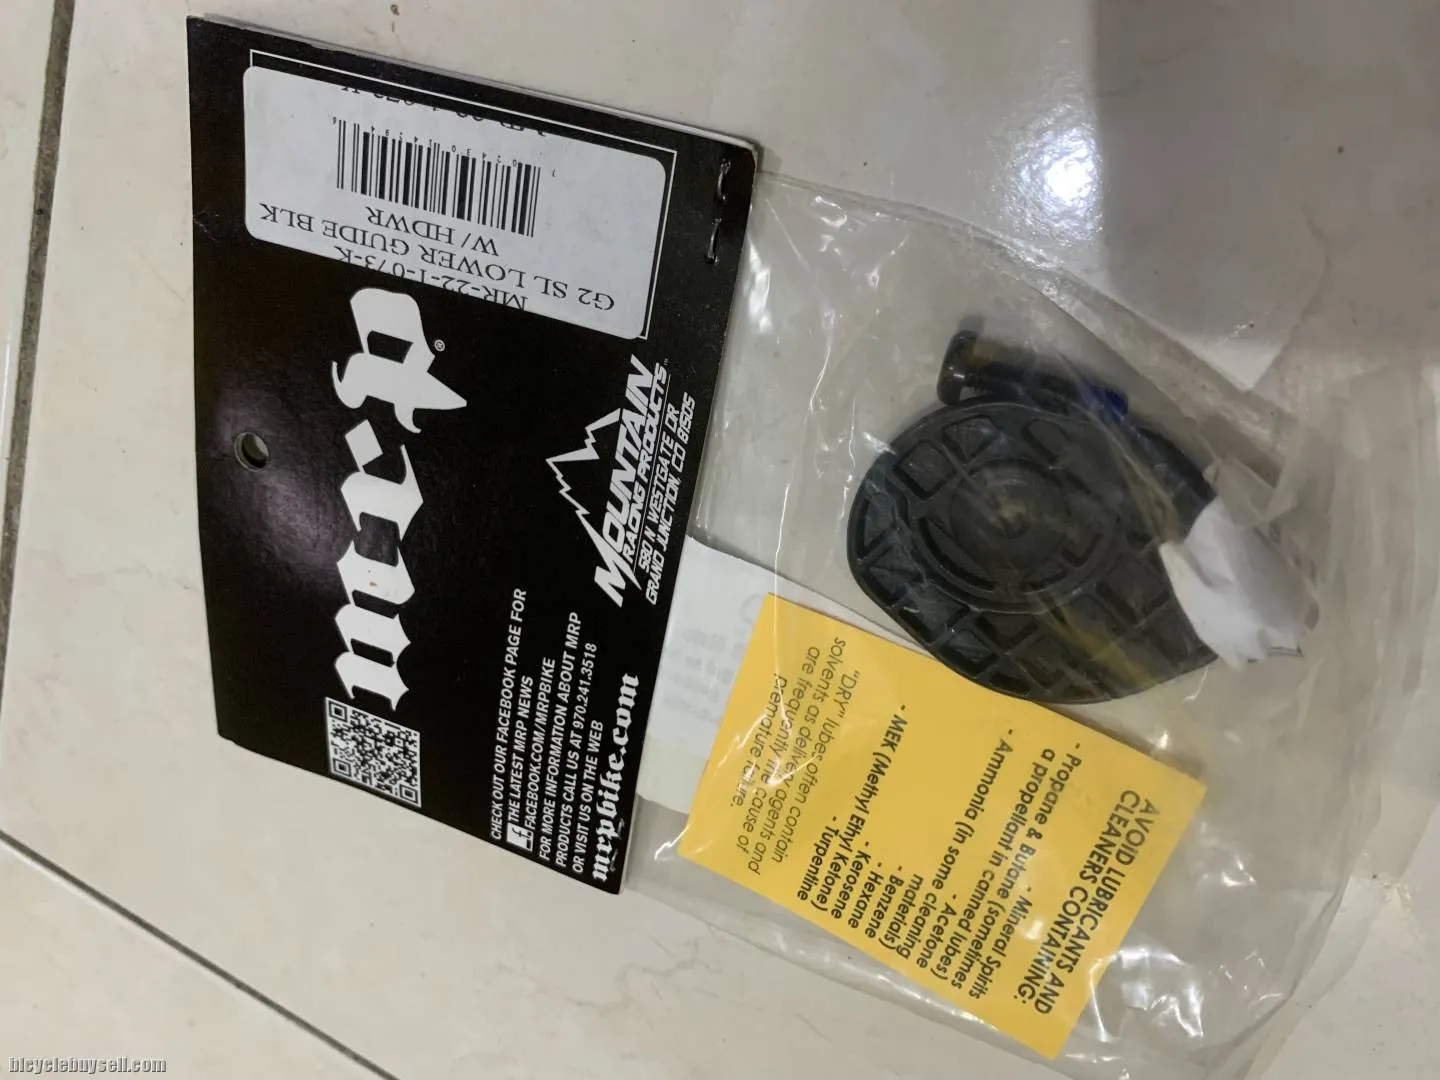 MR-22-1-073-K
G2 SL LOWER GUIDE BLK
W/ HDWR
mrp®
MOUNTAIN
RACING PRODUCTS™
580 N. WESTGATE DR
GRAND JUNCTION, CO 81505
CHECK OUT OUR FACEBOOK PAGE FOR
f THE LATEST MRP NEWS
FACEBOOK.COM/MRPBIKE
FOR MORE INFORMATION ABOUT MRP
PRODUCTS CALL US AT 970.241.3518
OR VISIT US ON THE WEB
mrpbike.com
AVOID LUBRICANTS AND
CLEANERS CONTAINING:
- Propane & Butane (sometimes
a propellant in canned lubes)
- Mineral Spirits
- Acetone
- Ammonia (in some cleaning
materials)
- Benzene
- Hexane
- Kerosene
- MEK (Methyl Ethyl Ketone)
- Turpentine
"DRY" lubes often contain
solvents as delivery agents and
are frequently the cause of
premature failure.
bicyclebuysell.com